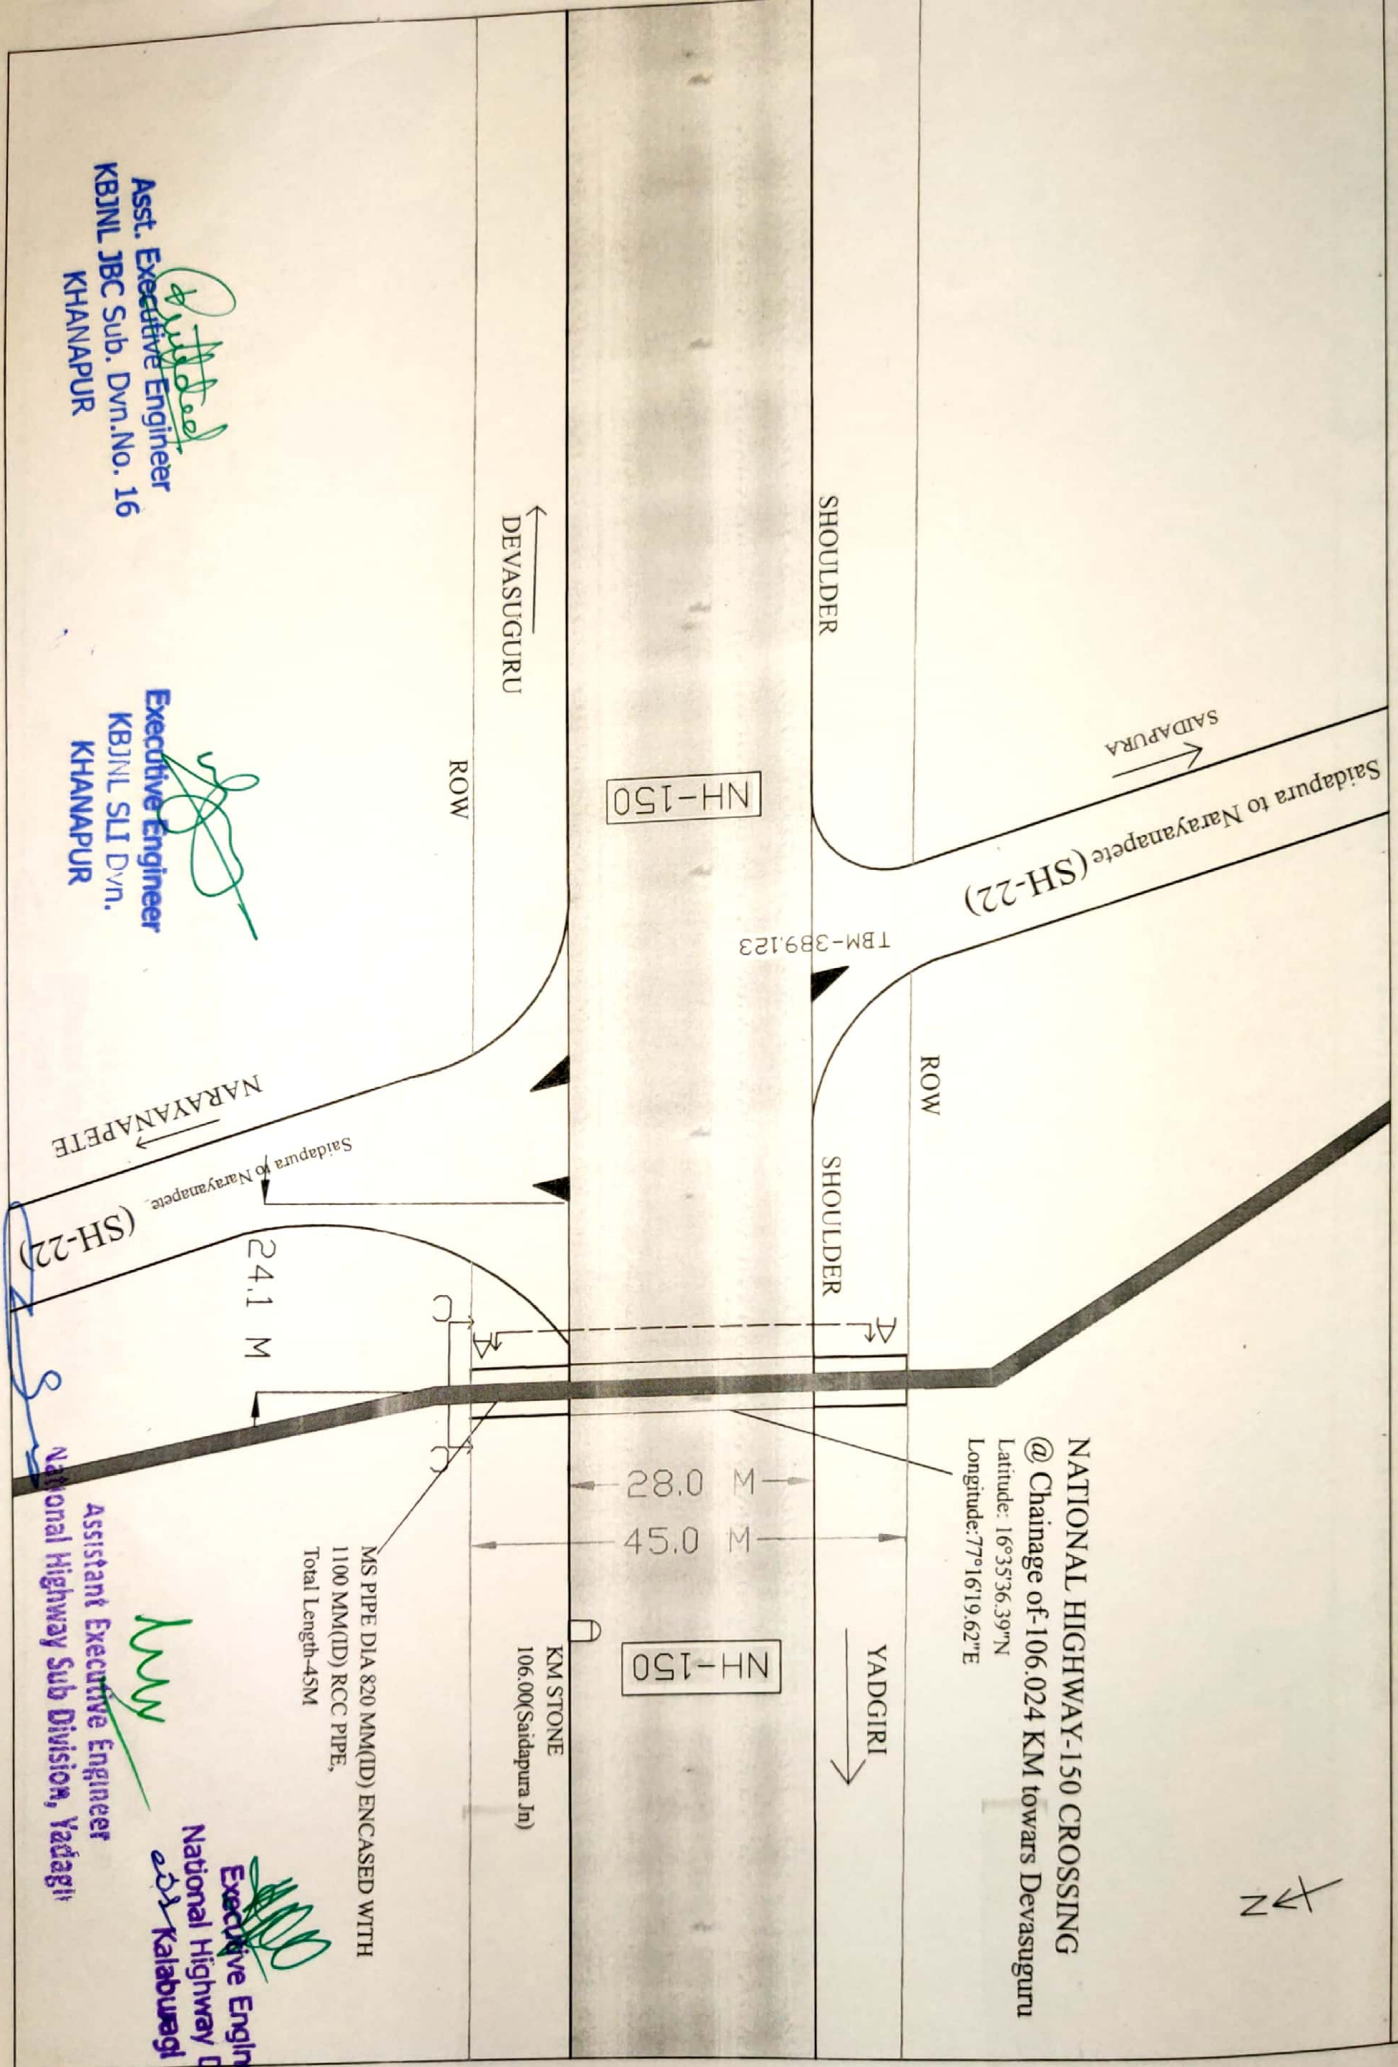 NATIONAL HIGHWAY-150 CROSSING
@ Chainage of-106.024 KM towars Devasuguru
Latitude: 16°35'36.39"N
Longitude:77°16'19.62"E
N
SAIDAPURA
Saidapura to Narayanapete (SH-22)
ROW
SHOULDER
SHOULDER
YADGIRI
TBM-389.123
A
NH-150
28.0 M
45.0 M
NH-150
KM STONE
106.00(Saidapura Jn)
DEVASUGURU
ROW
A
C
C
MS PIPE DIA 820 MM(ID) ENCASED WITH
1100 MM(ID) RCC PIPE,
Total Length-45M
24.1 M
NARAYANAPETE
Saidapura to Narayanapete (SH-22)
Asst. Executive Engineer
KBJNL JBC Sub. Dvn.No. 16
KHANAPUR
Executive Engineer
KBJNL SLI Dvn.
KHANAPUR
Assistant Executive Engineer
National Highway Sub Division, Yadagir
Executive Engin
National Highway D
Kalaburagi